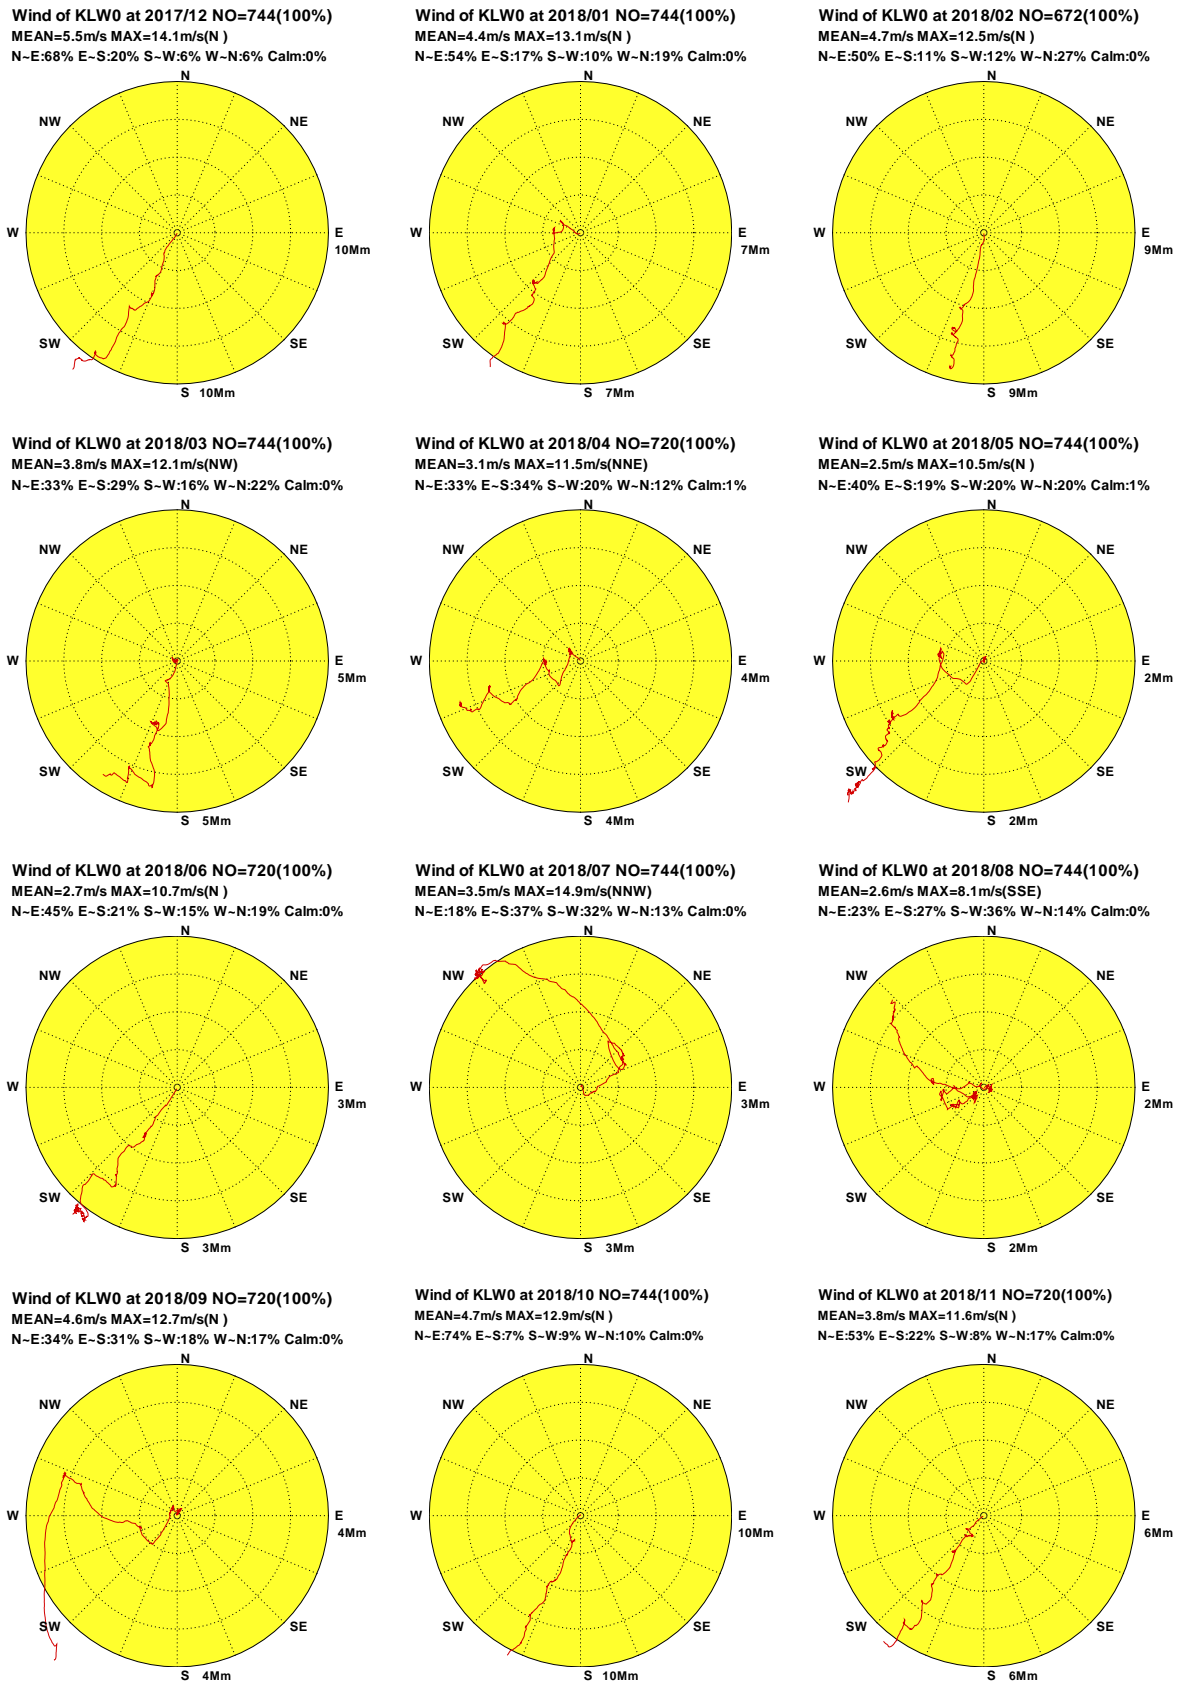 Wind of KLW0 at 2017/12 NO=744(100%)
MEAN=5.5m/s MAX=14.1m/s(N )
N~E:68% E~S:20% S~W:6% W~N:6% Calm:0%
N
NW
NE
W
E
10Mm
SW
SE
S 10Mm
Wind of KLW0 at 2018/01 NO=744(100%)
MEAN=4.4m/s MAX=13.1m/s(N )
N~E:54% E~S:17% S~W:10% W~N:19% Calm:0%
N
NW
NE
W
E
7Mm
SW
SE
S 7Mm
Wind of KLW0 at 2018/02 NO=672(100%)
MEAN=4.7m/s MAX=12.5m/s(N )
N~E:50% E~S:11% S~W:12% W~N:27% Calm:0%
N
NW
NE
W
E
9Mm
SW
SE
S 9Mm
Wind of KLW0 at 2018/03 NO=744(100%)
MEAN=3.8m/s MAX=12.1m/s(NW)
N~E:33% E~S:29% S~W:16% W~N:22% Calm:0%
N
NW
NE
W
E
5Mm
SW
SE
S 5Mm
Wind of KLW0 at 2018/04 NO=720(100%)
MEAN=3.1m/s MAX=11.5m/s(NNE)
N~E:33% E~S:34% S~W:20% W~N:12% Calm:1%
N
NW
NE
W
E
4Mm
SW
SE
S 4Mm
Wind of KLW0 at 2018/05 NO=744(100%)
MEAN=2.5m/s MAX=10.5m/s(N )
N~E:40% E~S:19% S~W:20% W~N:20% Calm:1%
N
NW
NE
W
E
2Mm
SW
SE
S 2Mm
Wind of KLW0 at 2018/06 NO=720(100%)
MEAN=2.7m/s MAX=10.7m/s(N )
N~E:45% E~S:21% S~W:15% W~N:19% Calm:0%
N
NW
NE
W
E
3Mm
SW
SE
S 3Mm
Wind of KLW0 at 2018/07 NO=744(100%)
MEAN=3.5m/s MAX=14.9m/s(NNW)
N~E:18% E~S:37% S~W:32% W~N:13% Calm:0%
N
NW
NE
W
E
3Mm
SW
SE
S 3Mm
Wind of KLW0 at 2018/08 NO=744(100%)
MEAN=2.6m/s MAX=8.1m/s(SSE)
N~E:23% E~S:27% S~W:36% W~N:14% Calm:0%
N
NW
NE
W
E
2Mm
SW
SE
S 2Mm
Wind of KLW0 at 2018/09 NO=720(100%)
MEAN=4.6m/s MAX=12.7m/s(N )
N~E:34% E~S:31% S~W:18% W~N:17% Calm:0%
N
NW
NE
W
E
4Mm
SW
SE
S 4Mm
Wind of KLW0 at 2018/10 NO=744(100%)
MEAN=4.7m/s MAX=12.9m/s(N )
N~E:74% E~S:7% S~W:9% W~N:10% Calm:0%
N
NW
NE
W
E
10Mm
SW
SE
S 10Mm
Wind of KLW0 at 2018/11 NO=720(100%)
MEAN=3.8m/s MAX=11.6m/s(N )
N~E:53% E~S:22% S~W:8% W~N:17% Calm:0%
N
NW
NE
W
E
6Mm
SW
SE
S 6Mm